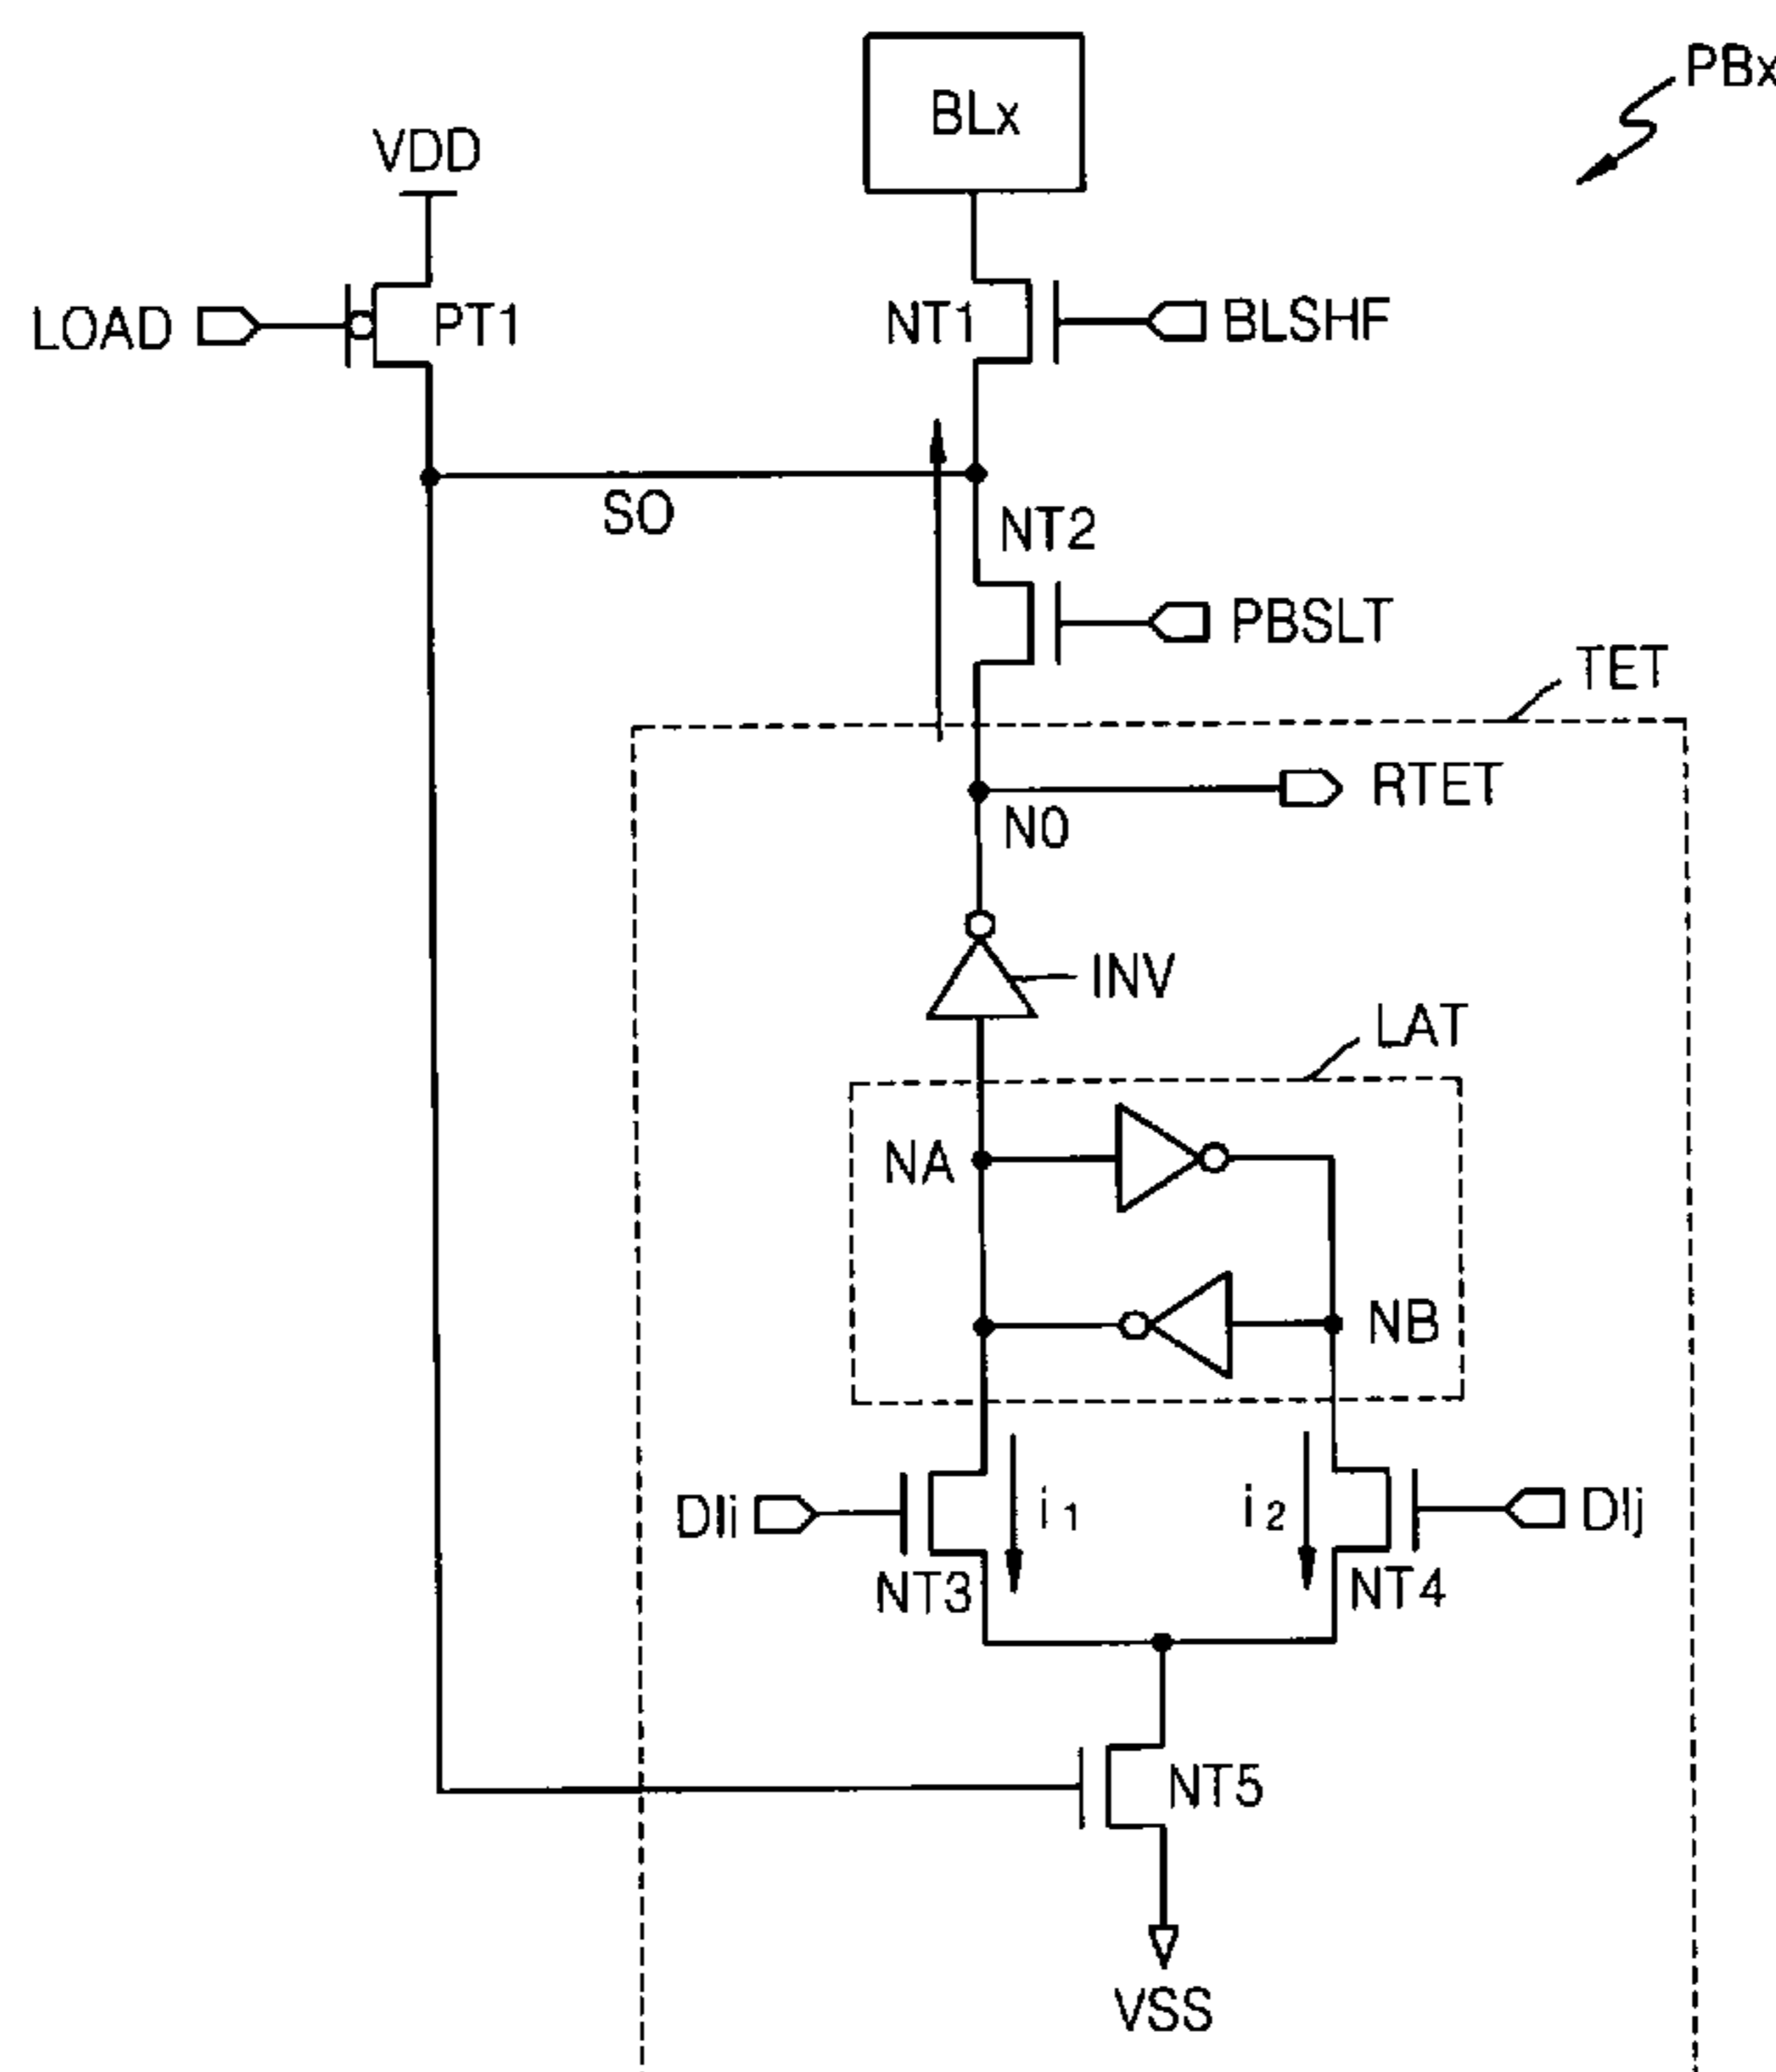 PBx
BLx
VDD
LOAD
PT1
NT1
BLSHF
SO
NT2
PBSLT
TET
RTET
N0
INV
LAT
NA
NB
DIi
i1
i2
DIj
NT3
NT4
NT5
VSS